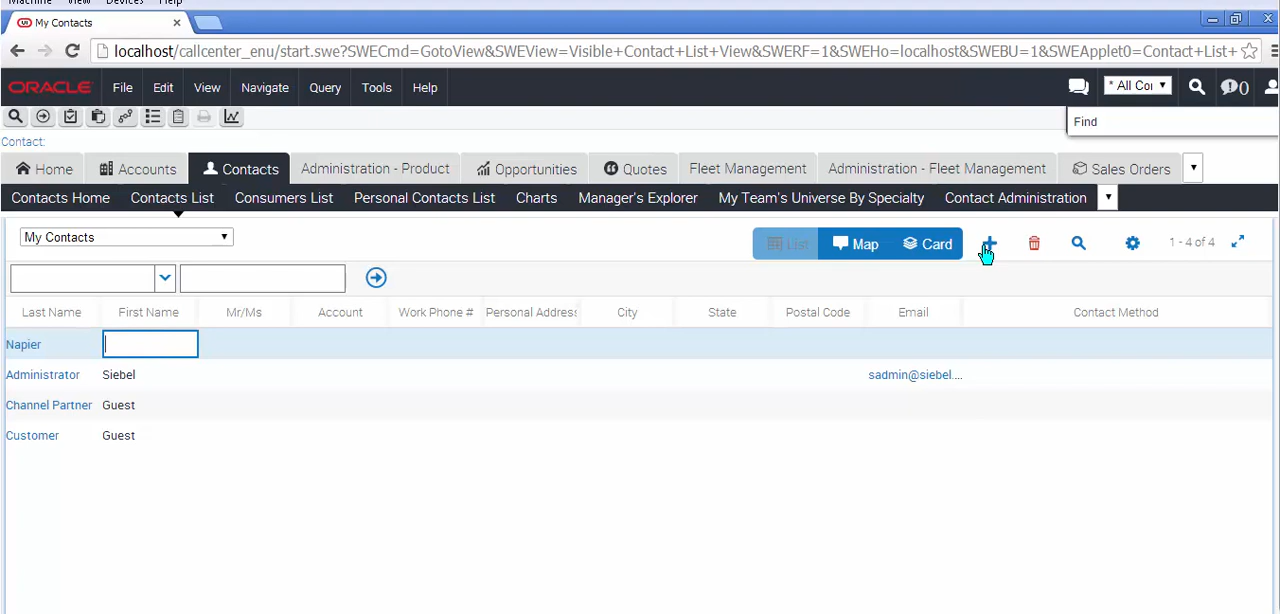 Machine View Devices Help
My Contacts
localhost/callcenter_enu/start.swe?SWECmd=GotoView&SWEView=Visible+Contact+List+View&SWERF=1&SWEHo=localhost&SWEBU=1&SWEApplet0=Contact+List+
ORACLE File Edit View Navigate Query Tools Help * All Coi 0
Find
Contact:
Home Accounts Contacts Administration - Product Opportunities Quotes Fleet Management Administration - Fleet Management Sales Orders
Contacts Home Contacts List Consumers List Personal Contacts List Charts Manager's Explorer My Team's Universe By Specialty Contact Administration
My Contacts List Map Card 1 - 4 of 4
Last Name First Name Mr/Ms Account Work Phone # Personal Address City State Postal Code Email Contact Method
Napier
Administrator Siebel sadmin@siebel....
Channel Partner Guest
Customer Guest